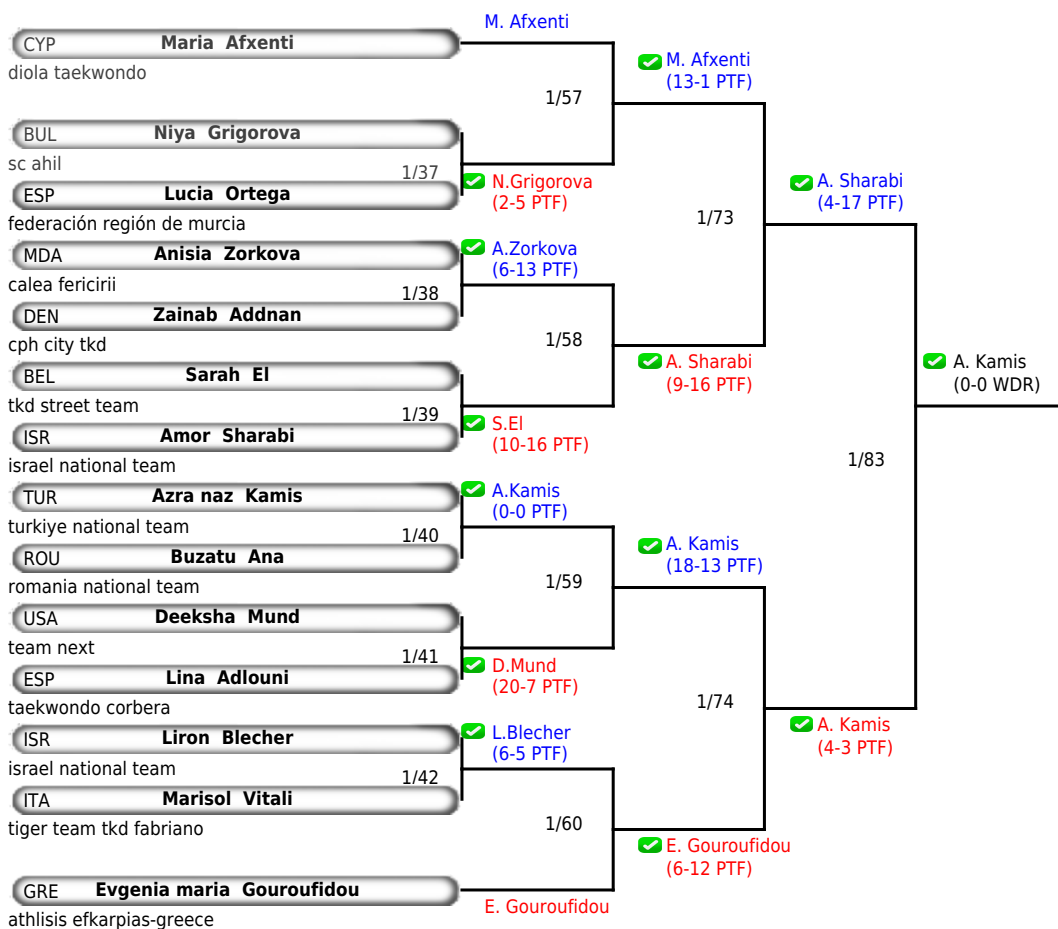 M. Afxenti
CYP Maria Afxenti
diola taekwondo
M. Afxenti
(13-1 PTF)
1/57
BUL Niya Grigorova
sc ahil
1/37
ESP Lucia Ortega
N.Grigorova
(2-5 PTF)
A. Sharabi
(4-17 PTF)
federación región de murcia
1/73
MDA Anisia Zorkova
A.Zorkova
(6-13 PTF)
calea fericirii
1/38
DEN Zainab Addnan
cph city tkd
1/58
BEL Sarah El
A. Sharabi
(9-16 PTF)
A. Kamis
(0-0 WDR)
tkd street team
1/39
ISR Amor Sharabi
S.El
(10-16 PTF)
israel national team
1/83
TUR Azra naz Kamis
A.Kamis
(0-0 PTF)
turkiye national team
1/40
ROU Buzatu Ana
A. Kamis
(18-13 PTF)
romania national team
1/59
USA Deeksha Mund
team next
1/41
ESP Lina Adlouni
D.Mund
(20-7 PTF)
taekwondo corbera
1/74
ISR Liron Blecher
L.Blecher
(6-5 PTF)
A. Kamis
(4-3 PTF)
israel national team
1/42
ITA Marisol Vitali
tiger team tkd fabriano
1/60
E. Gouroufidou
(6-12 PTF)
GRE Evgenia maria Gouroufidou
E. Gouroufidou
athlisis efkarpias-greece